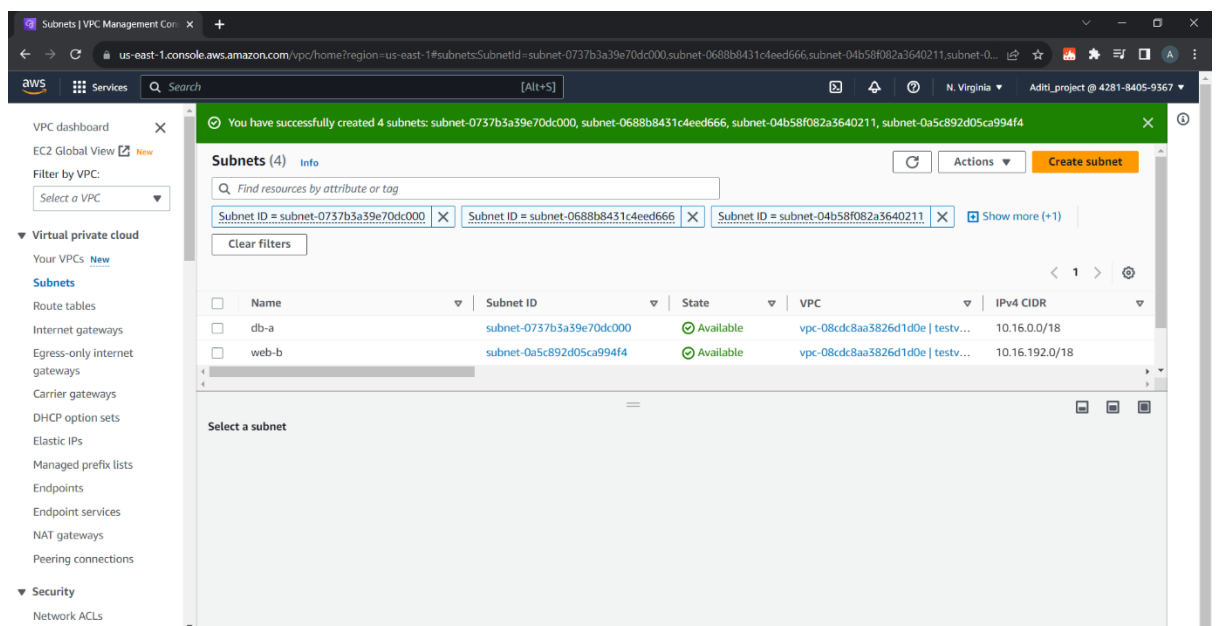 Subnets | VPC Management Con
us-east-1.console.aws.amazon.com/vpc/home?region=us-east-1#subnets:SubnetId=subnet-0737b3a39e70dc000,subnet-0688b8431c4eed666,subnet-04b58f082a3640211,subnet-0...
A
aws Services Search [Alt+S] N. Virginia Aditi_project @ 4281-8405-9367
VPC dashboard
EC2 Global View New
Filter by VPC:
Select a VPC
Virtual private cloud
Your VPCs New
Subnets
Route tables
Internet gateways
Egress-only internet
gateways
Carrier gateways
DHCP option sets
Elastic IPs
Managed prefix lists
Endpoints
Endpoint services
NAT gateways
Peering connections
Security
Network ACLs
You have successfully created 4 subnets: subnet-0737b3a39e70dc000, subnet-0688b8431c4eed666, subnet-04b58f082a3640211, subnet-0a5c892d05ca994f4
Subnets (4) Info Actions Create subnet
Find resources by attribute or tag
Subnet ID = subnet-0737b3a39e70dc000 Subnet ID = subnet-0688b8431c4eed666 Subnet ID = subnet-04b58f082a3640211 Show more (+1)
Clear filters
1
Name Subnet ID State VPC IPv4 CIDR
db-a subnet-0737b3a39e70dc000 Available vpc-08cdc8aa3826d1d0e | testv... 10.16.0.0/18
web-b subnet-0a5c892d05ca994f4 Available vpc-08cdc8aa3826d1d0e | testv... 10.16.192.0/18
Select a subnet